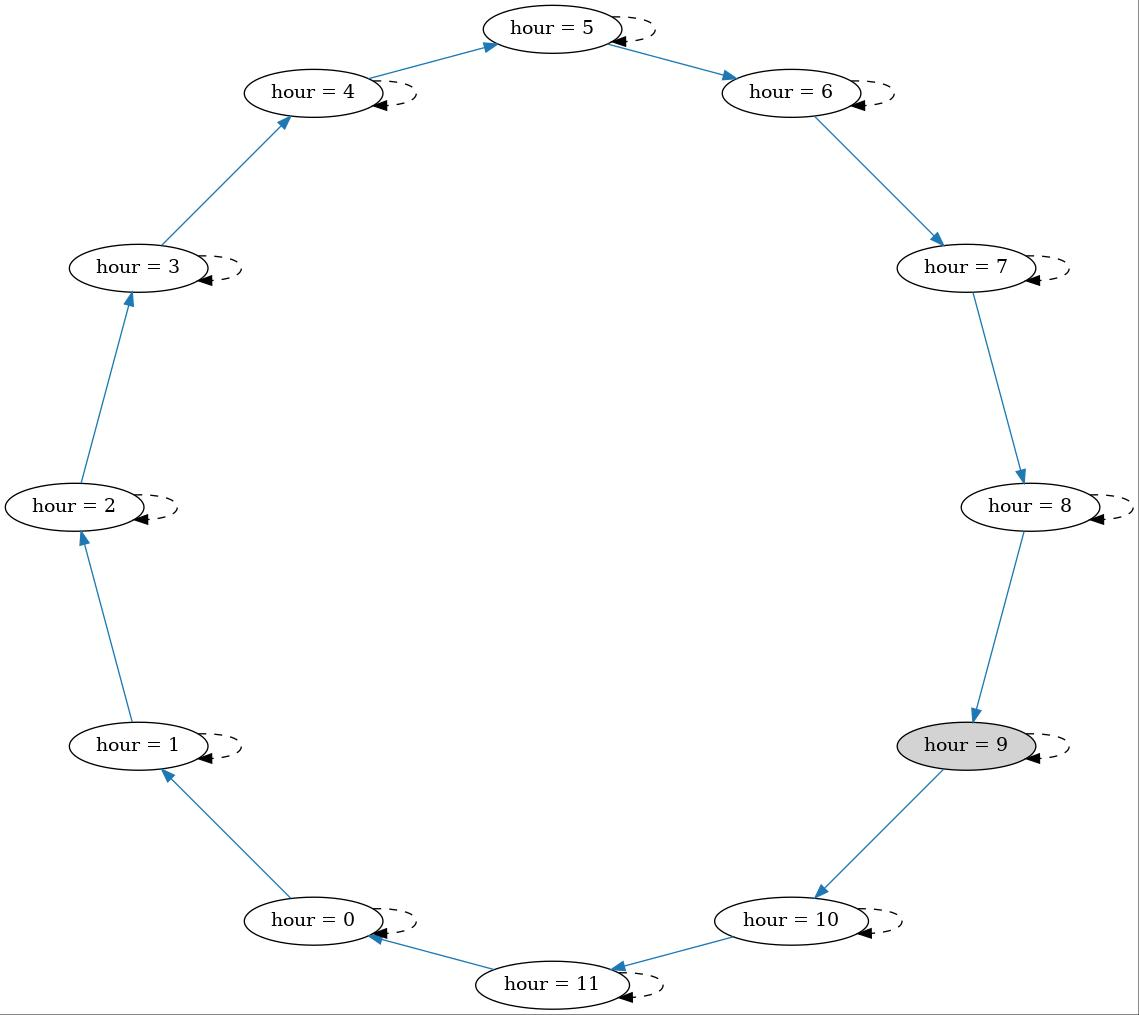 hour = 5
hour = 4
hour = 6
hour = 3
hour = 7
hour = 2
hour = 8
hour = 1
hour = 9
hour = 0
hour = 10
hour = 11